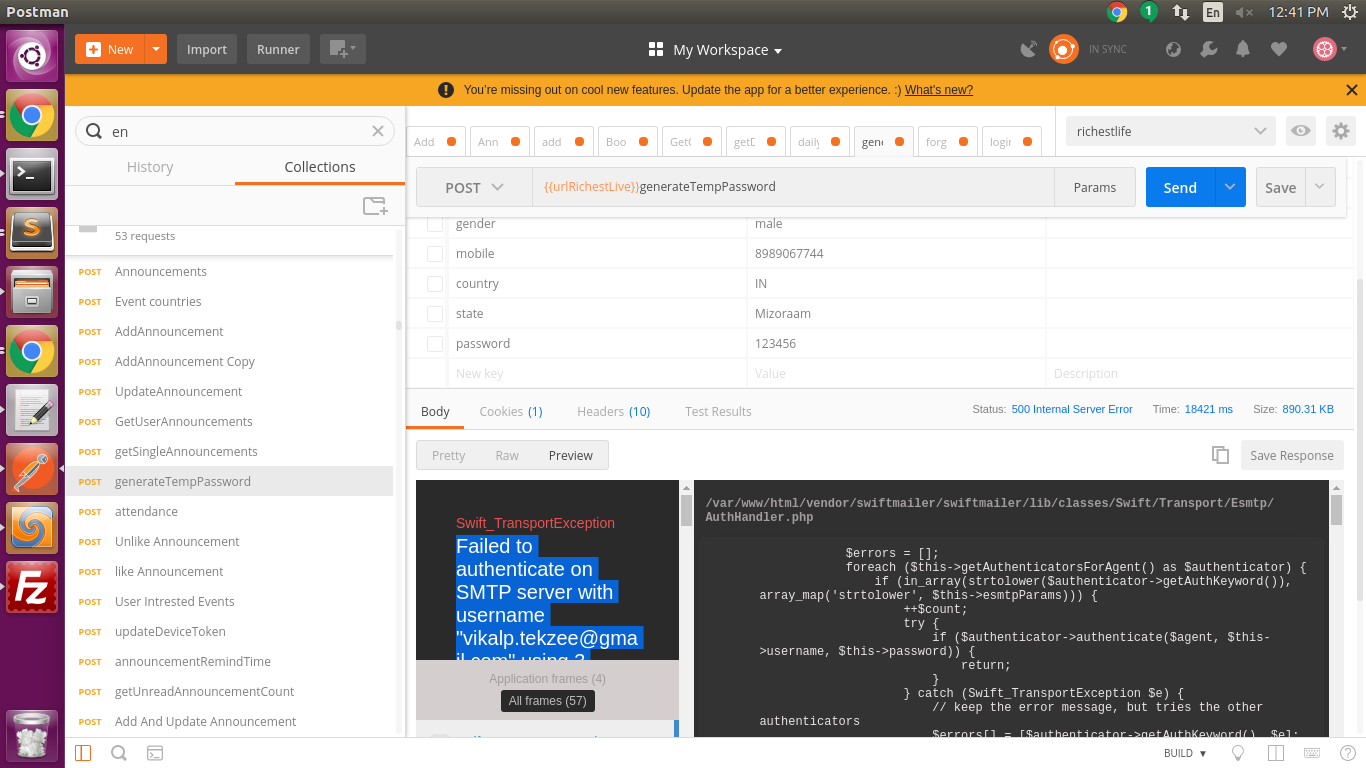 Postman
1
En
12:41 PM
New
Import
Runner
My Workspace
IN SYNC
You're missing out on cool new features. Update the app for a better experience. :) What's new?
en
History
Collections
53 requests
POST Announcements
POST Event countries
POST AddAnnouncement
POST AddAnnouncement Copy
POST UpdateAnnouncement
POST GetUserAnnouncements
POST getSingleAnnouncements
POST generateTempPassword
POST attendance
POST Unlike Announcement
POST like Announcement
POST User Intrested Events
POST updateDeviceToken
POST announcementRemindTime
POST getUnreadAnnouncementCount
POST Add And Update Announcement
Add
Ann
add
Boo
Get
get
daily
gen
forg
login
richestlife
POST
{{urlRichestLive}}generateTempPassword
Params
Send
Save
gender male
mobile 8989067744
country IN
state Mizoraam
password 123456
New key Value Description
Body
Cookies (1)
Headers (10)
Test Results
Status: 500 Internal Server Error
Time: 18421 ms
Size: 890.31 KB
Pretty
Raw
Preview
Save Response
Swift_TransportException
Failed to
authenticate on
SMTP server with
username
"vikalp.tekzee@gma
il.com" using 3
Application frames (4)
All frames (57)
/var/www/html/vendor/swiftmailer/swiftmailer/lib/classes/Swift/Transport/Esmtp/
AuthHandler.php
$errors = [];
foreach ($this->getAuthenticatorsForAgent() as $authenticator) {
if (in_array(strtolower($authenticator->getAuthKeyword()),
array_map('strtolower', $this->esmtpParams))) {
++$count;
try {
if ($authenticator->authenticate($agent, $this-
>username, $this->password)) {
return;
}
} catch (Swift_TransportException $e) {
// keep the error message, but tries the other
authenticators
$errors[] = [$authenticator->getAuthKeyword(), $e];
BUILD